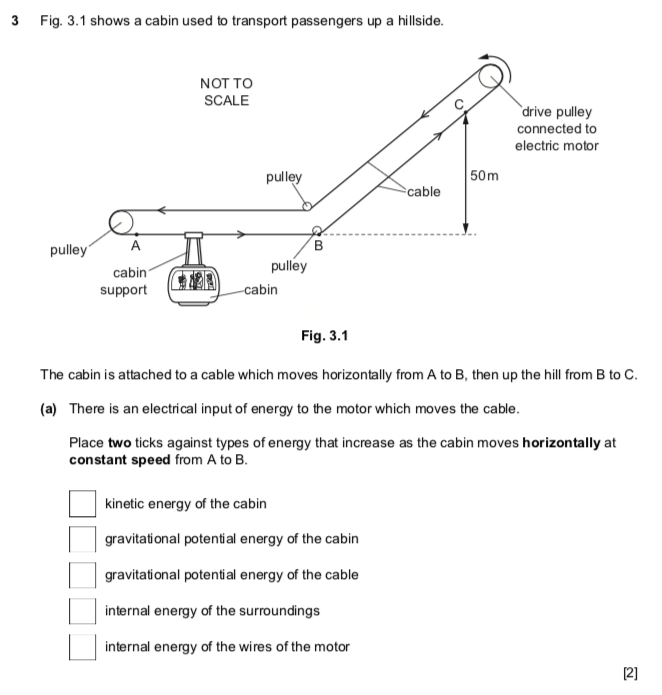 3 Fig. 3.1 shows a cabin used to transport passengers up a hillside.
NOT TO
SCALE
C
drive pulley
connected to
electric motor
pulley
50 m
cable
pulley
A
B
cabin
support
pulley
cabin
Fig. 3.1
The cabin is attached to a cable which moves horizontally from A to B, then up the hill from B to C.
(a) There is an electrical input of energy to the motor which moves the cable.
Place two ticks against types of energy that increase as the cabin moves horizontally at
constant speed from A to B.
kinetic energy of the cabin
gravitational potential energy of the cabin
gravitational potential energy of the cable
internal energy of the surroundings
internal energy of the wires of the motor
[2]